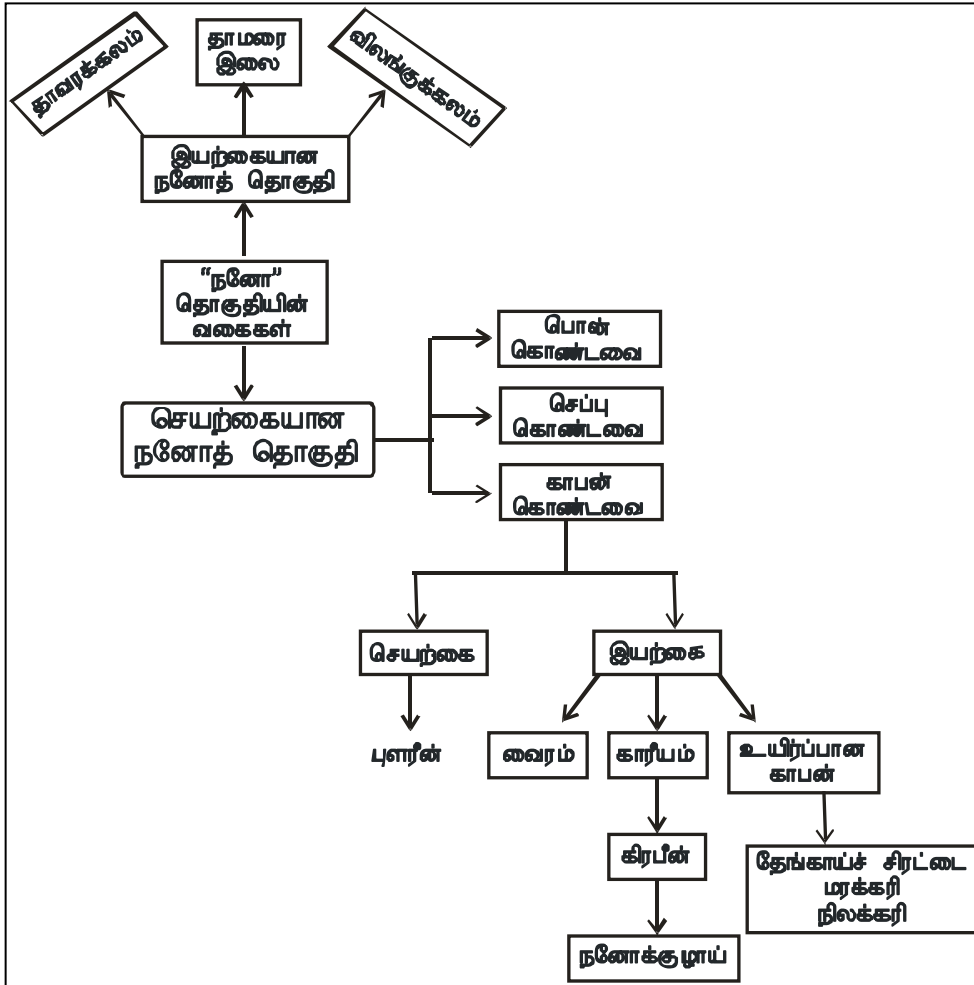 தாவரக்கலம்
தாமரை
இலை
விலங்குக்கலம்
இயற்கையான
நனோத் தொகுதி
“நனோ”
தொகுதியின்
வகைகள்
செயற்கையான
நனோத் தொகுதி
பொன்
கொண்டவை
செப்பு
கொண்டவை
காபன்
கொண்டவை
செயற்கை
இயற்கை
புளரீன்
வைரம்
காரீயம்
உயிர்ப்பான
காபன்
கிரபீன்
தேங்காய்ச் சிரட்டை
மரக்கரி
நிலக்கரி
நனோக்குழாய்